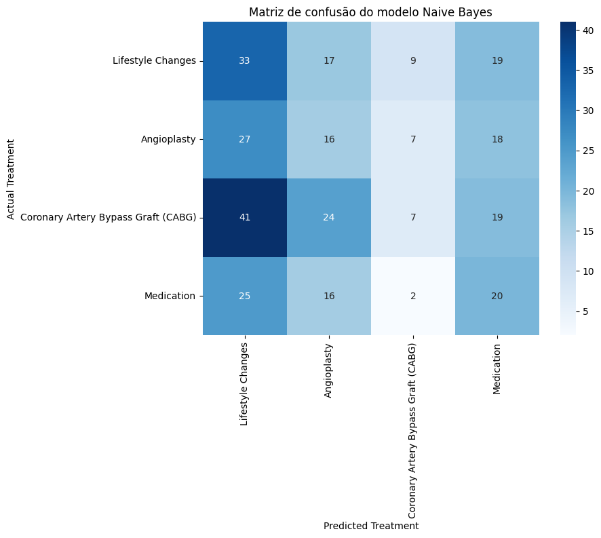 Matriz de confusão do modelo Naive Bayes
Actual Treatment
Lifestyle Changes 33 17 9 19
Angioplasty 27 16 7 18
Coronary Artery Bypass Graft (CABG) 41 24 7 19
Medication 25 16 2 20
Lifestyle Changes
Angioplasty
Coronary Artery Bypass Graft (CABG)
Medication
Predicted Treatment
40
35
30
25
20
15
10
5